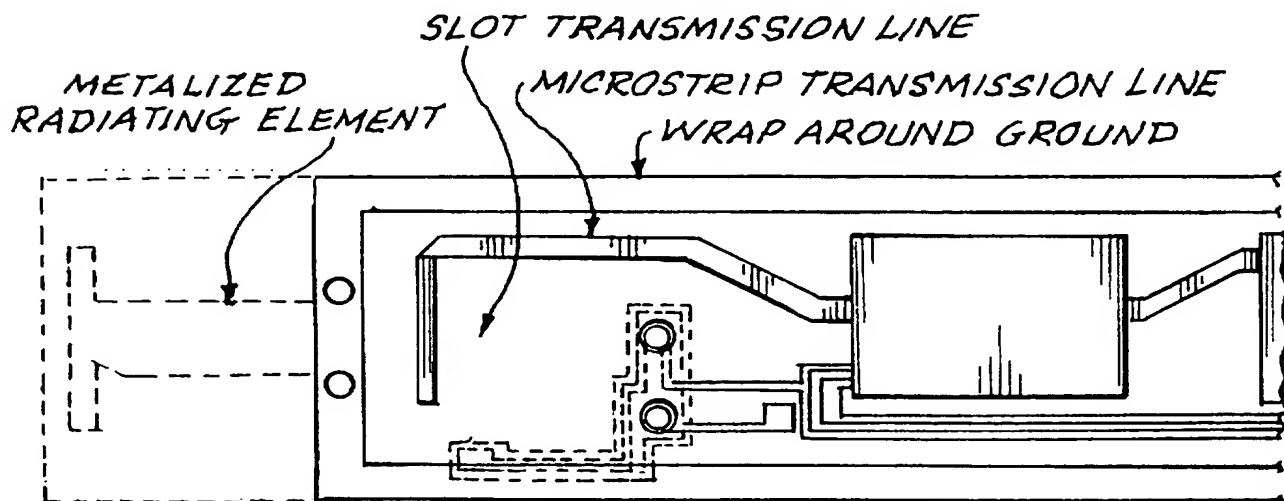 SLOT TRANSMISSION LINE
METALIZED
RADIATING ELEMENT
MICROSTRIP TRANSMISSION LINE
WRAP AROUND GROUND